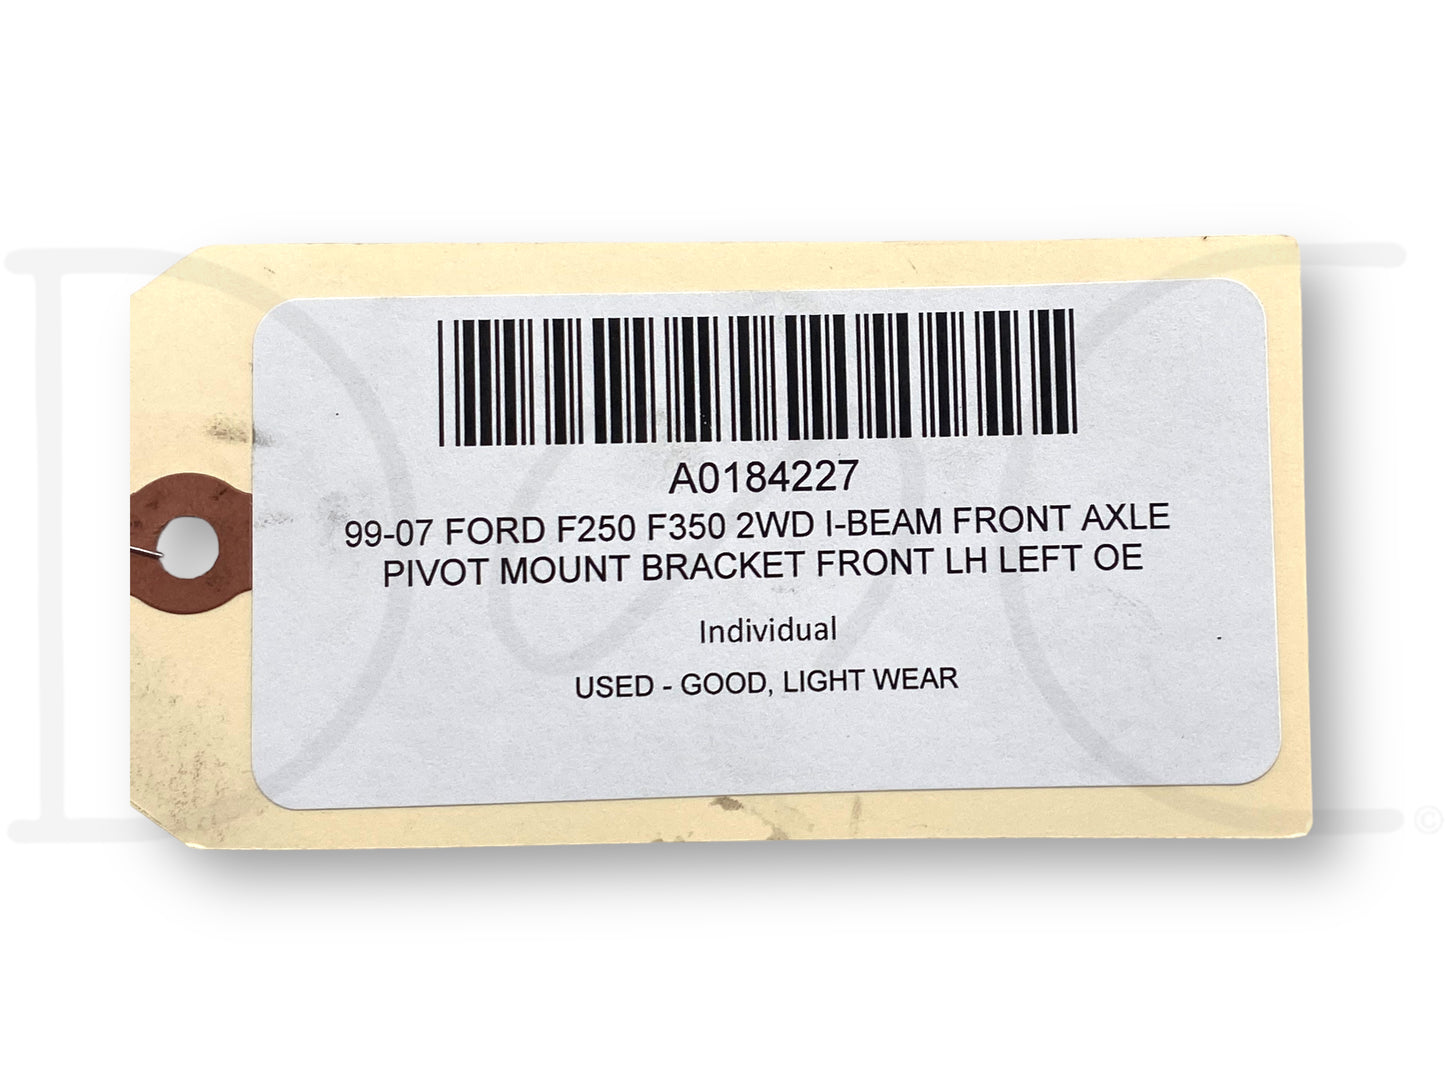 A0184227
99-07 FORD F250 F350 2WD I-BEAM FRONT AXLE
PIVOT MOUNT BRACKET FRONT LH LEFT OE
Individual
USED - GOOD, LIGHT WEAR
©